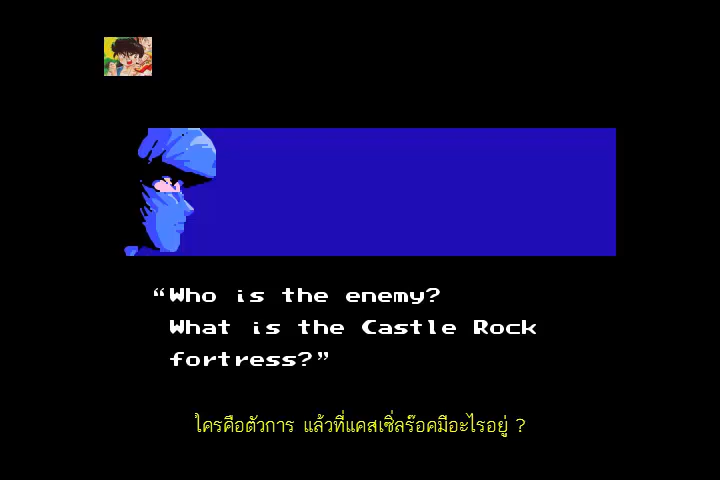 “Who is the enemy?
What is the Castle Rock
fortress?”
ใครคือตัวการ แล้วที่แคสเซิ่ลร๊อคมีอะไรอยู่ ?